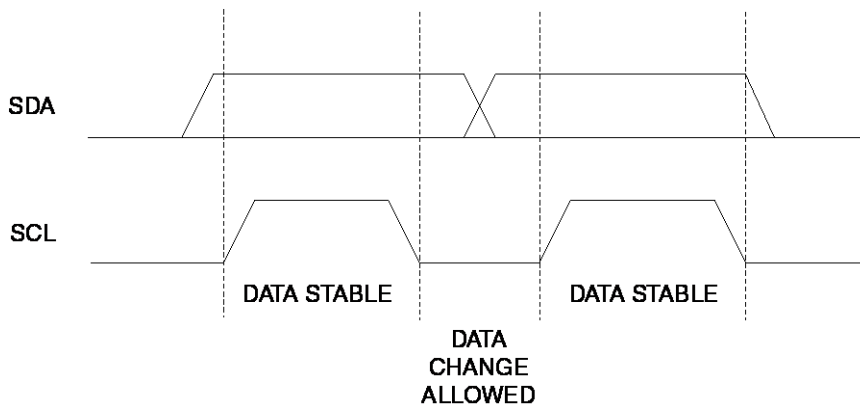 SDA
SCL
DATA STABLE
DATA STABLE
DATA
CHANGE
ALLOWED